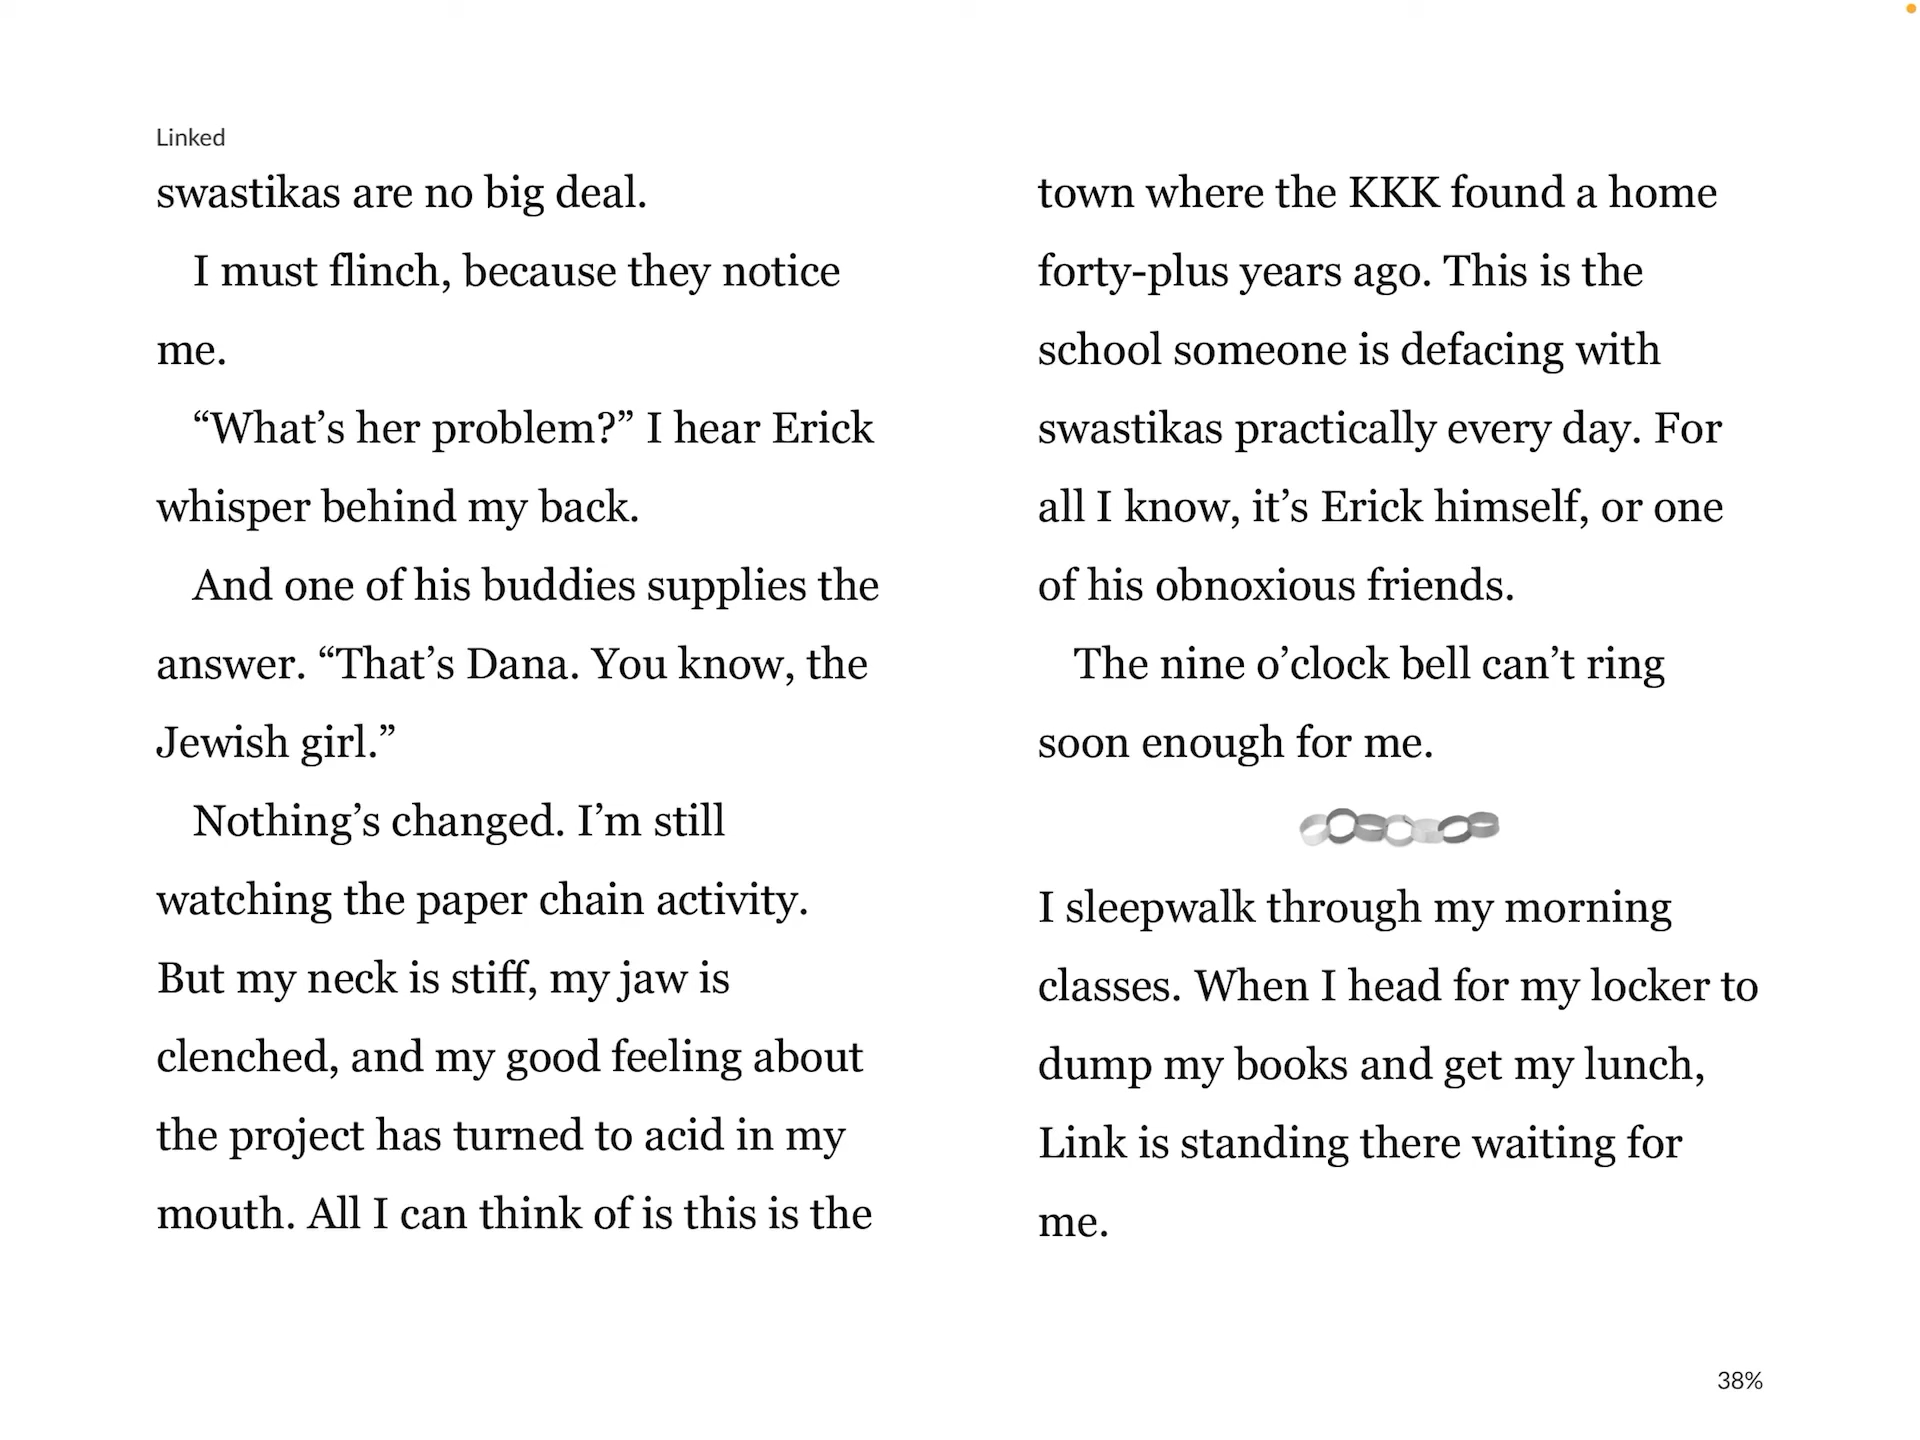 Linked
swastikas are no big deal.
I must flinch, because they notice
me.
“What’s her problem?” I hear Erick
whisper behind my back.
And one of his buddies supplies the
answer. “That’s Dana. You know, the
Jewish girl.”
Nothing’s changed. I’m still
watching the paper chain activity.
But my neck is stiff, my jaw is
clenched, and my good feeling about
the project has turned to acid in my
mouth. All I can think of is this is the
town where the KKK found a home
forty-plus years ago. This is the
school someone is defacing with
swastikas practically every day. For
all I know, it’s Erick himself, or one
of his obnoxious friends.
The nine o’clock bell can’t ring
soon enough for me.
I sleepwalk through my morning
classes. When I head for my locker to
dump my books and get my lunch,
Link is standing there waiting for
me.
38%